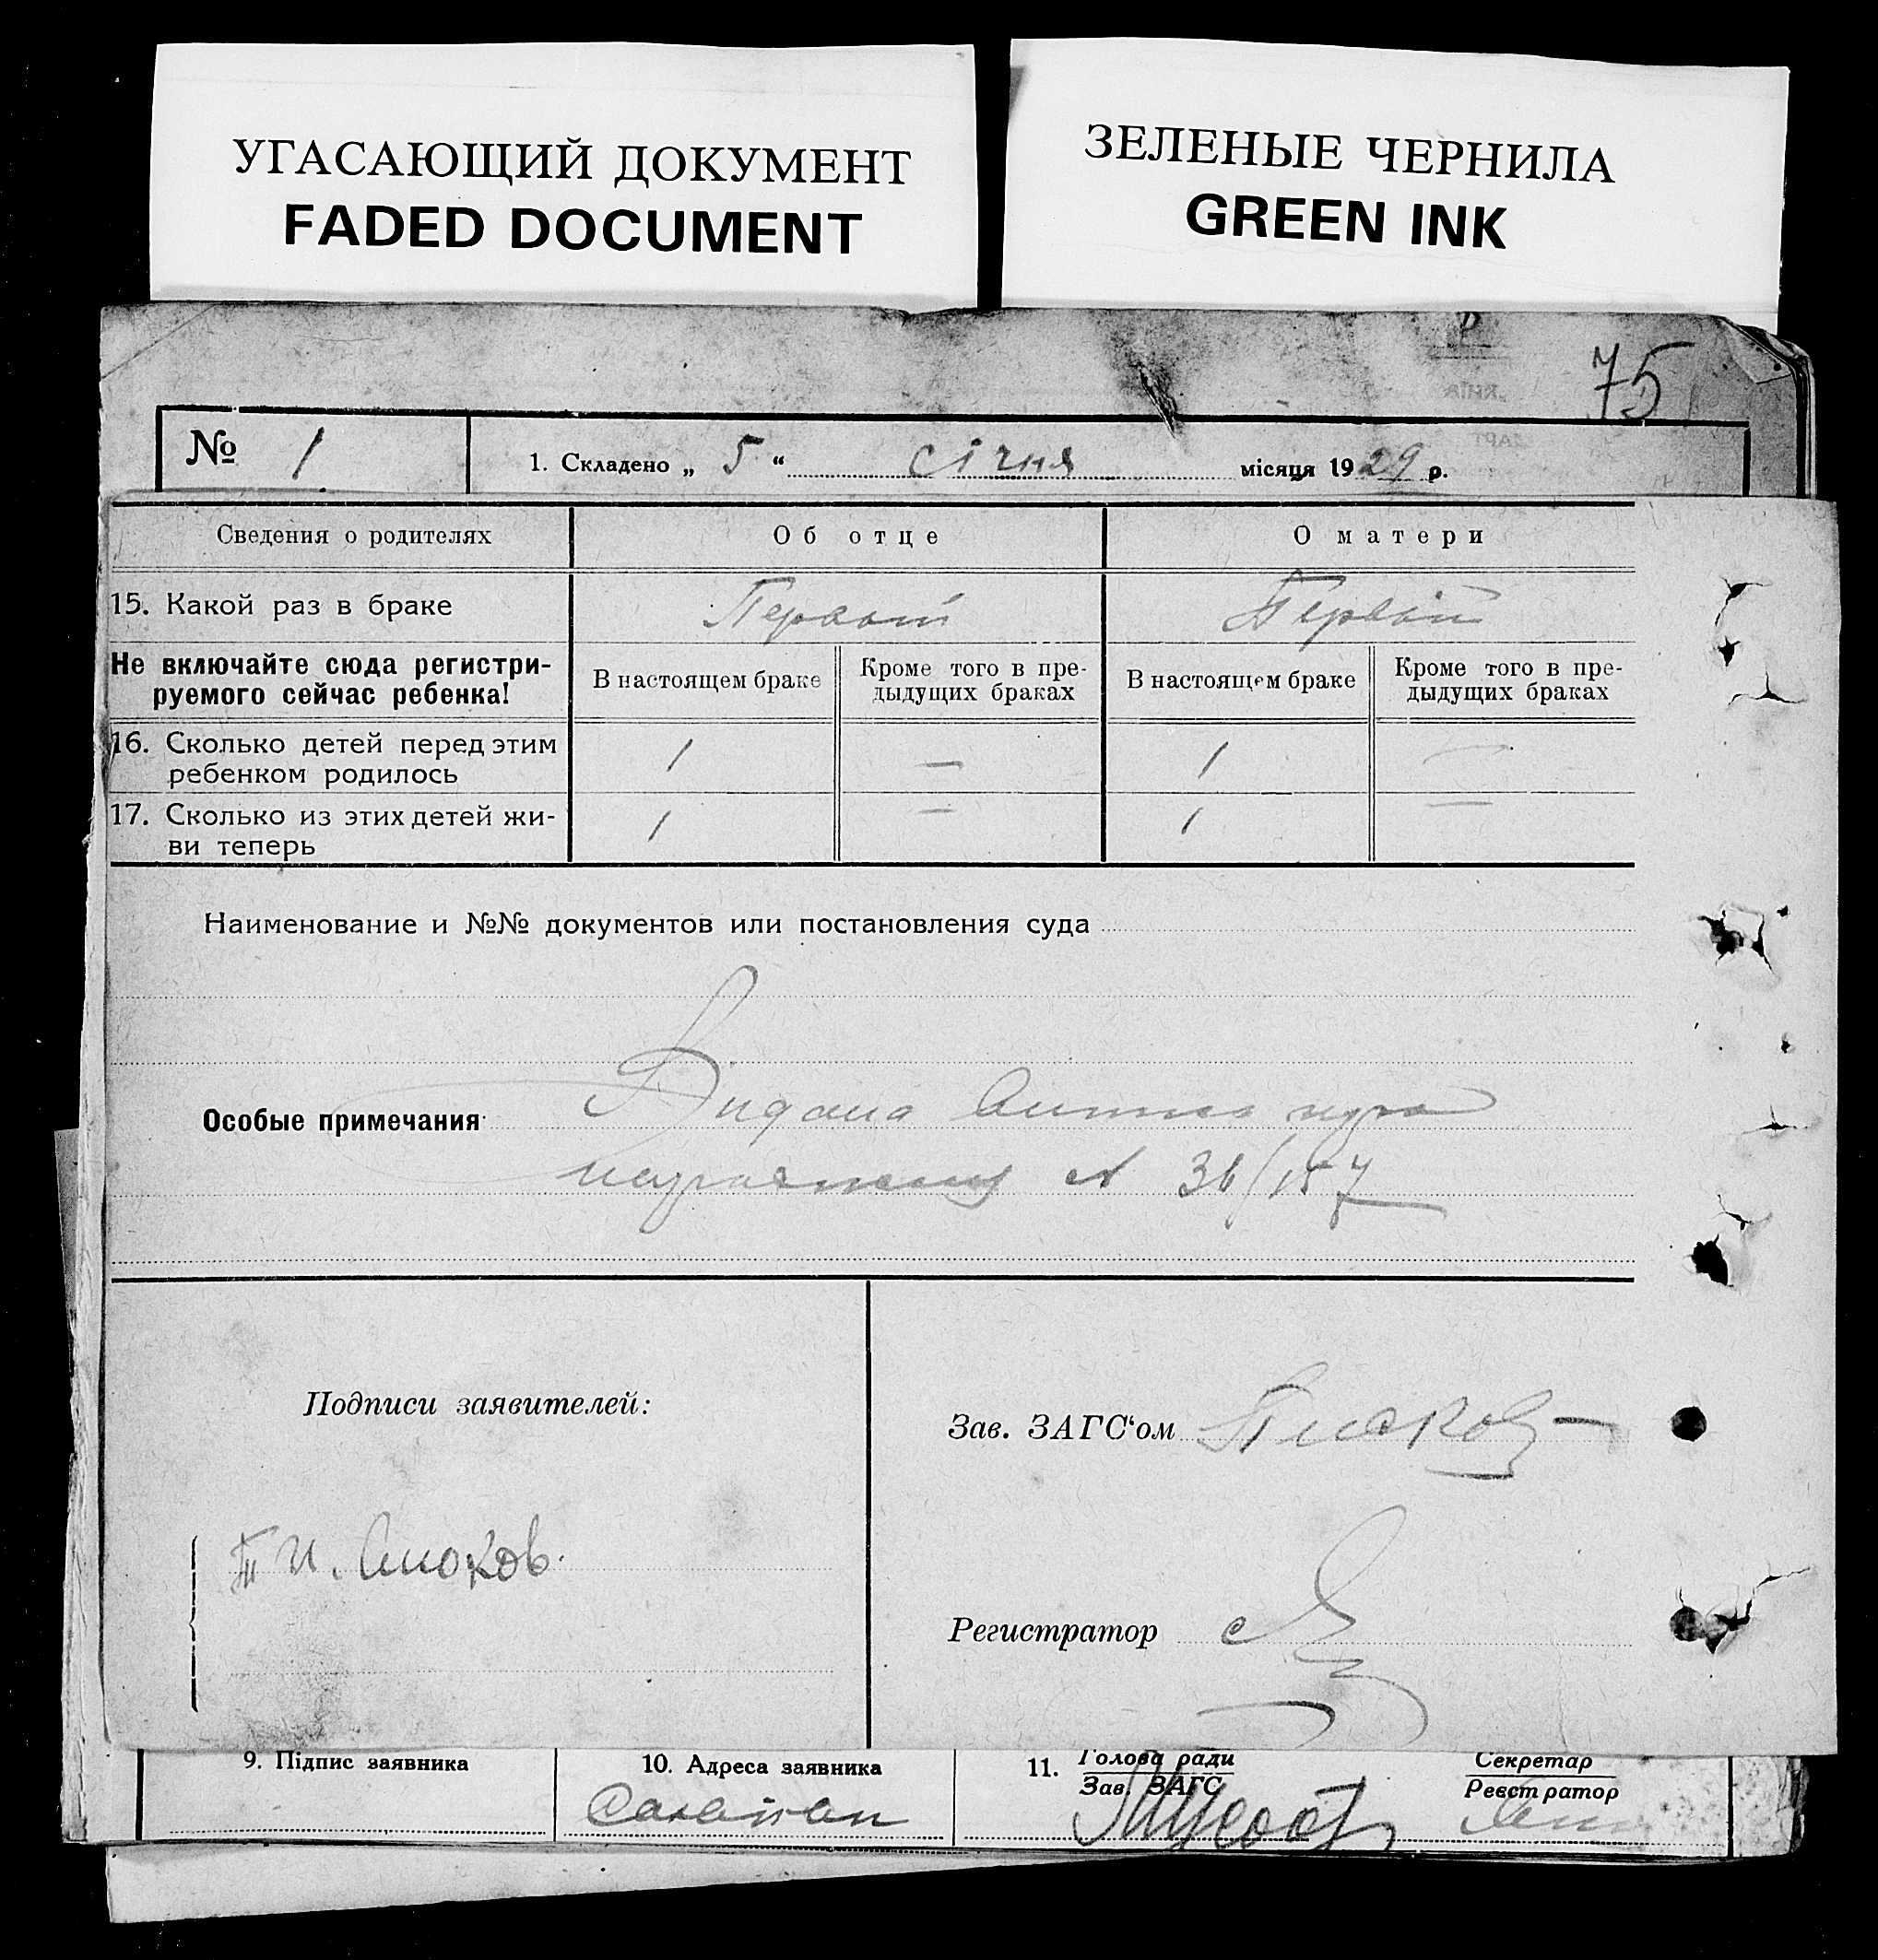 УГАСАЮЩИЙ ДОКУМЕНТ
FADED DOCUMENT
ЗЕЛЕНЫЕ ЧЕРНИЛА
GREEN INK
75
№ 1
1. Складено „ 5 “ січня місяця 1929 р.
Сведения о родителях Об отце О матери
15. Какой раз в браке Первый Первый
Не включайте сюда регистри-
руемого сейчас ребенка!
В настоящем браке
Кроме того в пре-
дыдущих браках
В настоящем браке
Кроме того в пре-
дыдущих браках
16. Сколько детей перед этим
ребенком родилось
1 — 1 —
17. Сколько из этих детей жи-
ви теперь
1 — 1 —
Наименование и №№ документов или постановления суда
Особые примечания
Подписи заявителей:
Зав. ЗАГС‘ом
Регистратор
9. Підпис заявника
10. Адреса заявника
11. Голова ради
Зав. ЗАГС
Секретар
Реєстратор